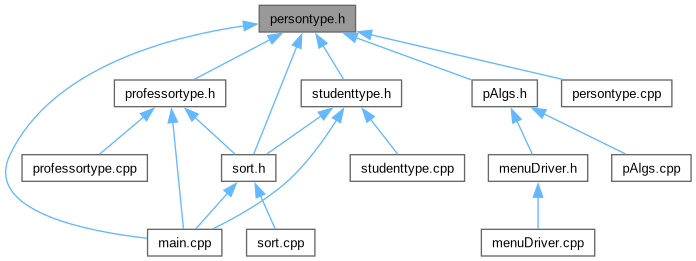 persontype.h
professortype.h
studenttype.h
pAlgs.h
persontype.cpp
professortype.cpp
sort.h
studenttype.cpp
menuDriver.h
pAlgs.cpp
main.cpp
sort.cpp
menuDriver.cpp